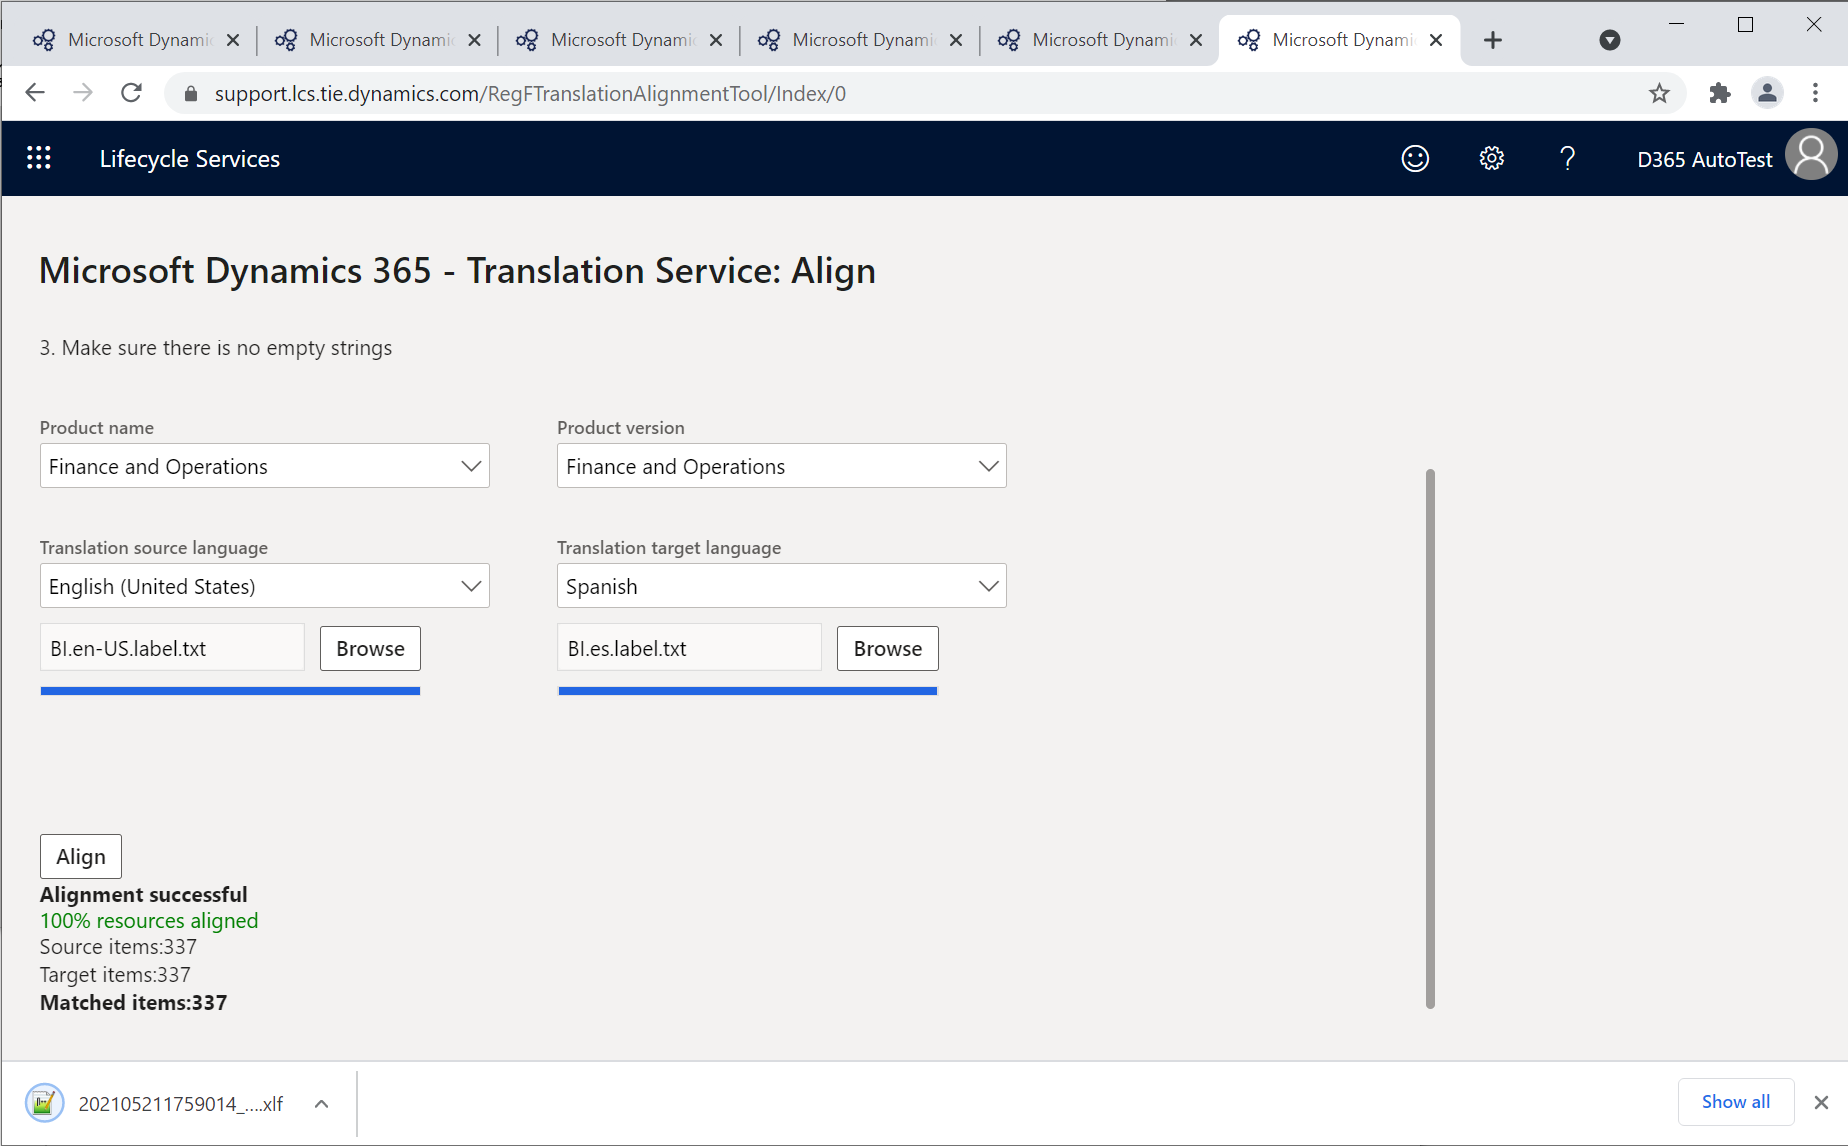 Microsoft Dynami Microsoft Dynami Microsoft Dynami Microsoft Dynami Microsoft Dynami Microsoft Dynami
support.lcs.tie.dynamics.com/RegFTranslationAlignmentTool/Index/0
Lifecycle Services D365 AutoTest
Microsoft Dynamics 365 - Translation Service: Align
3. Make sure there is no empty strings
Product name Product version
Finance and Operations Finance and Operations
Translation source language Translation target language
English (United States) Spanish
BI.en-US.label.txt Browse BI.es.label.txt Browse
Align
Alignment successful
100% resources aligned
Source items:337
Target items:337
Matched items:337
202105211759014_....xlf Show all